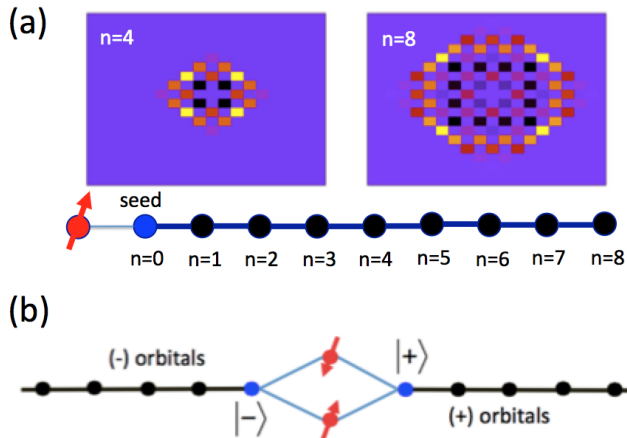 (a)
n=4
n=8
seed
n=0 n=1 n=2 n=3 n=4 n=5 n=6 n=7 n=8
(b)
(-) orbitals
|+⟩
|−⟩
(+) orbitals